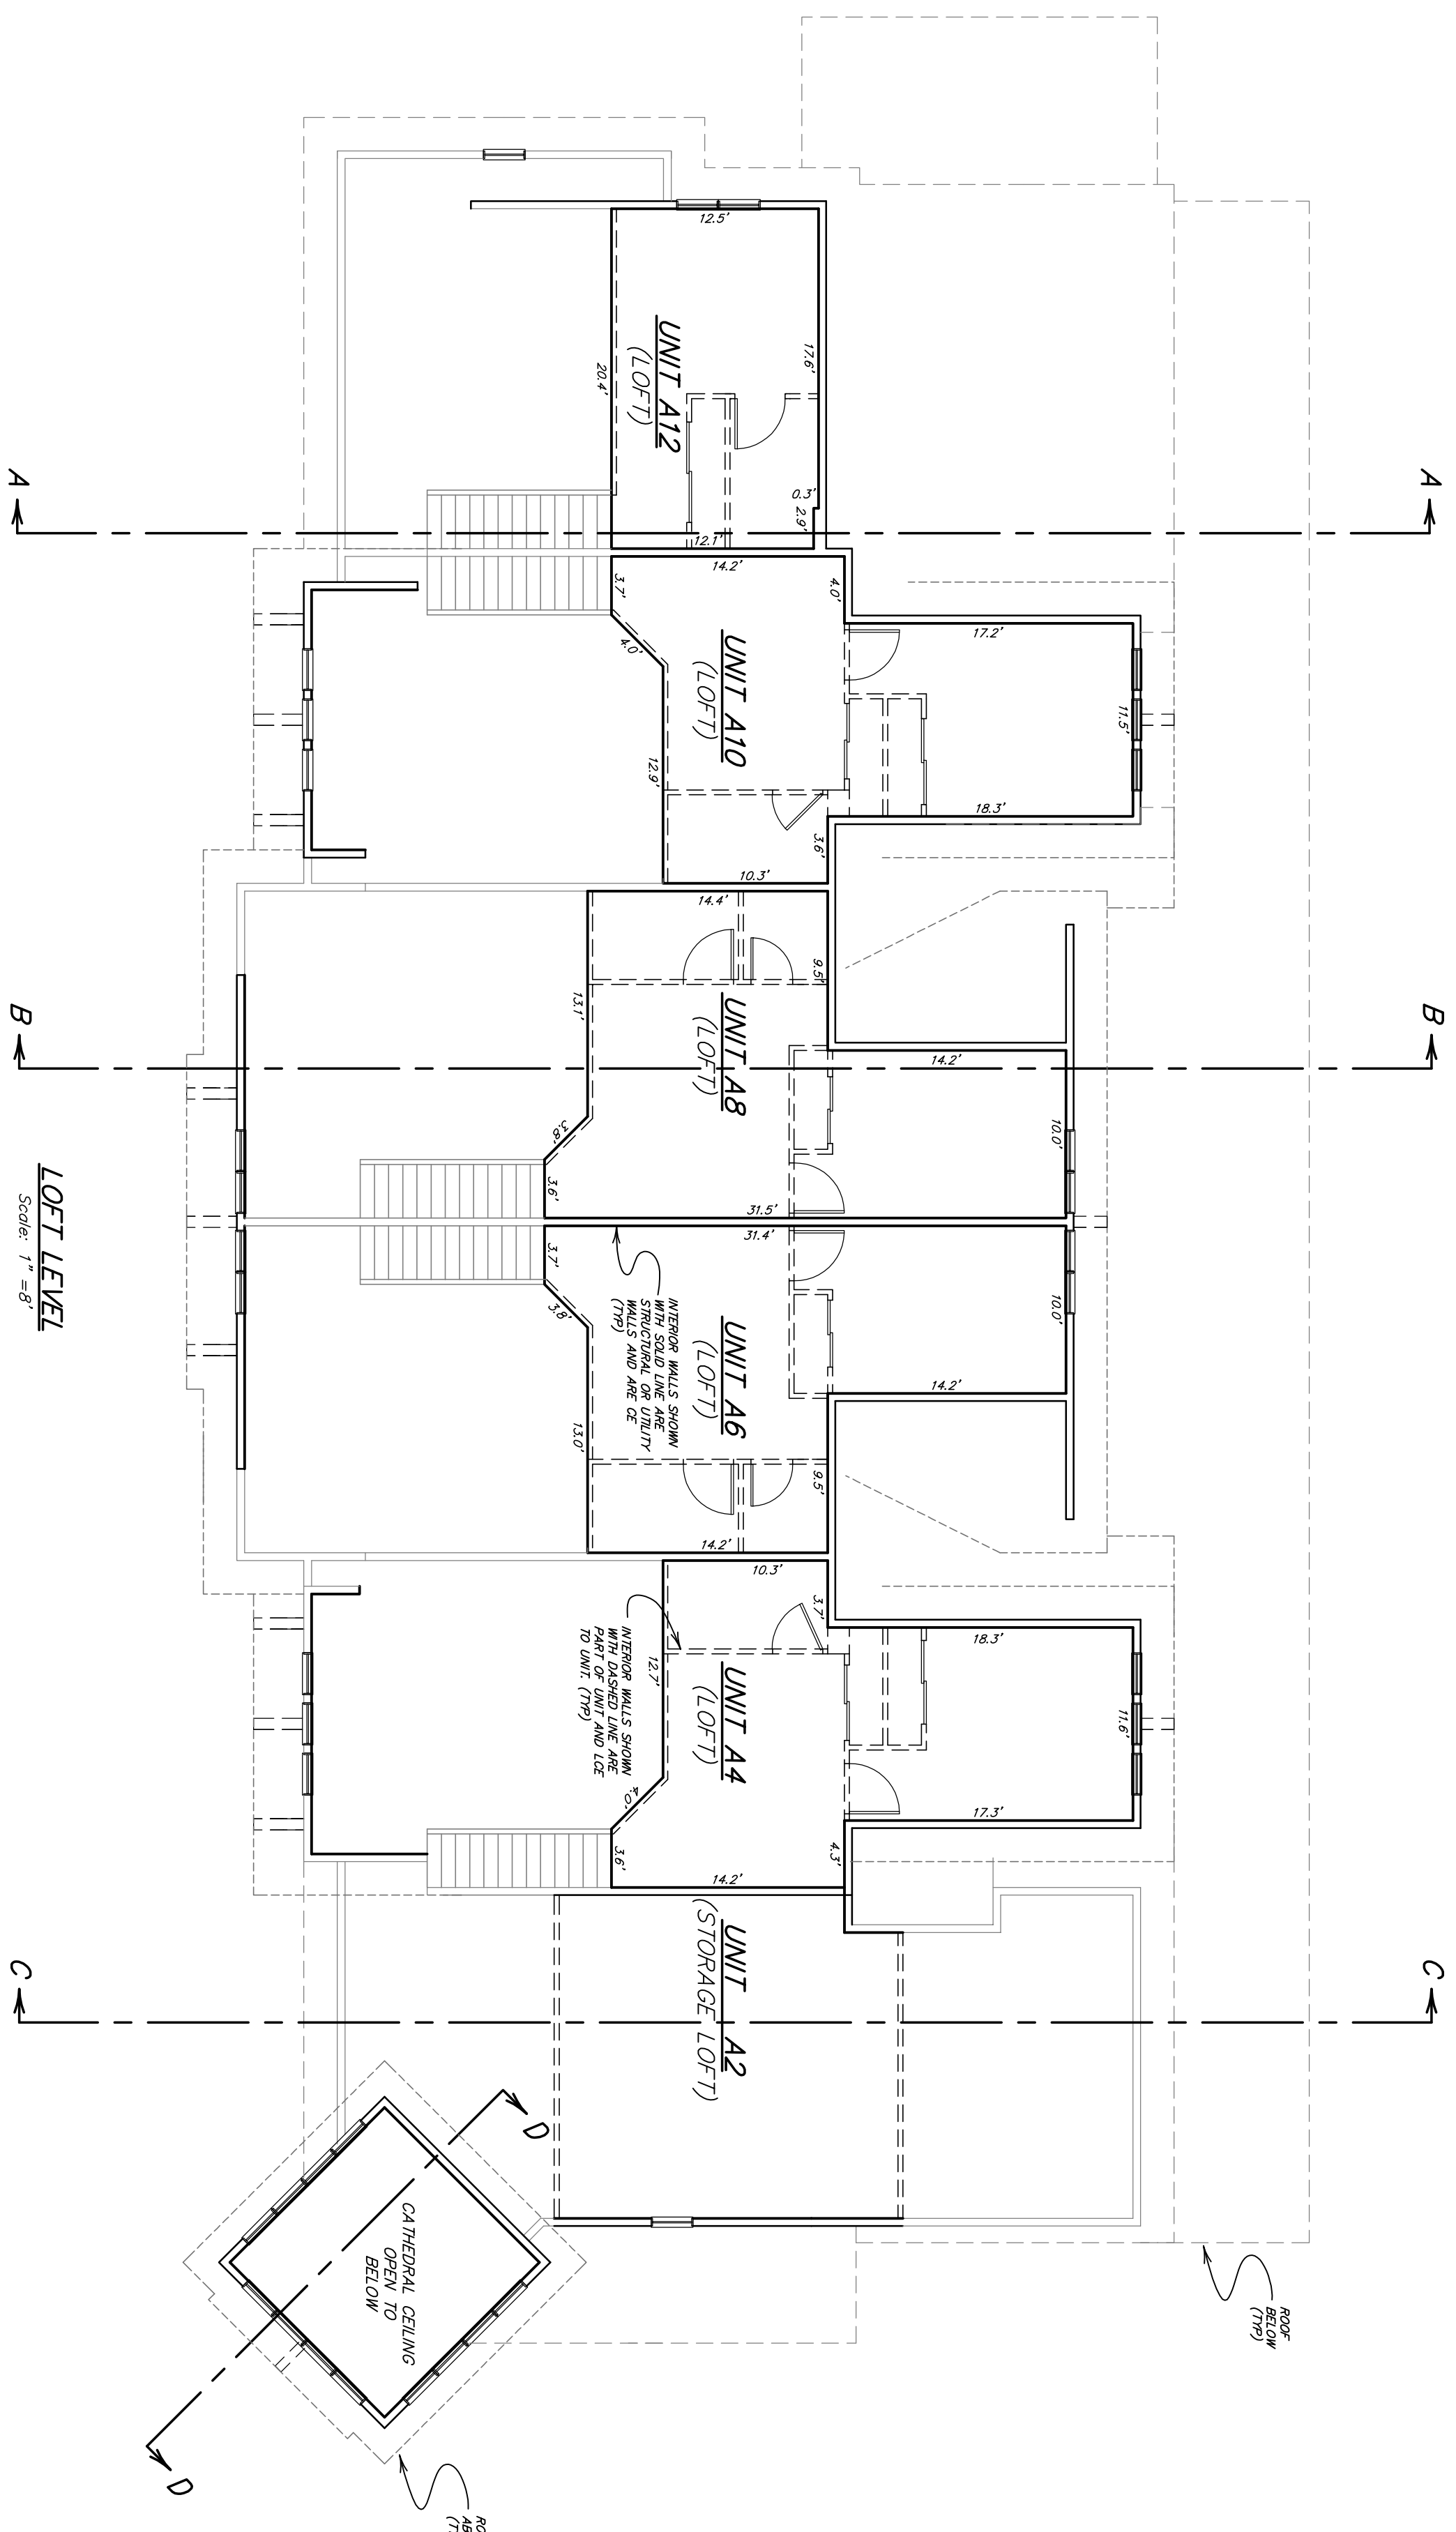 A
A
B
B
C
C
D
D
UNIT A12
(LOFT)
12.5'
17.6'
20.4'
0.3'
2.9'
12.1'
UNIT A10
(LOFT)
14.2'
4.0'
3.7'
4.0'
17.2'
11.5'
12.9'
18.3'
3.6'
10.3'
UNIT A8
(LOFT)
14.4'
9.5'
13.1'
14.2'
10.0'
3.8'
3.6'
31.5'
UNIT A6
(LOFT)
31.4'
3.7'
3.8'
10.0'
14.2'
13.0'
9.5'
14.2'
INTERIOR WALLS SHOWN
WITH SOLID LINE ARE
STRUCTURAL OR UTILITY
WALLS AND ARE CE
(TYP)
UNIT A4
(LOFT)
10.3'
3.7'
18.3'
11.6'
12.7'
17.3'
4.0'
3.6'
4.3'
14.2'
INTERIOR WALLS SHOWN
WITH DASHED LINE ARE
PART OF UNIT AND LCE
TO UNIT. (TYP)
UNIT A2
(STORAGE LOFT)
CATHEDRAL CEILING
OPEN TO
BELOW
ROOF
BELOW
(TYP)
LOFT LEVEL
Scale: 1" =8'